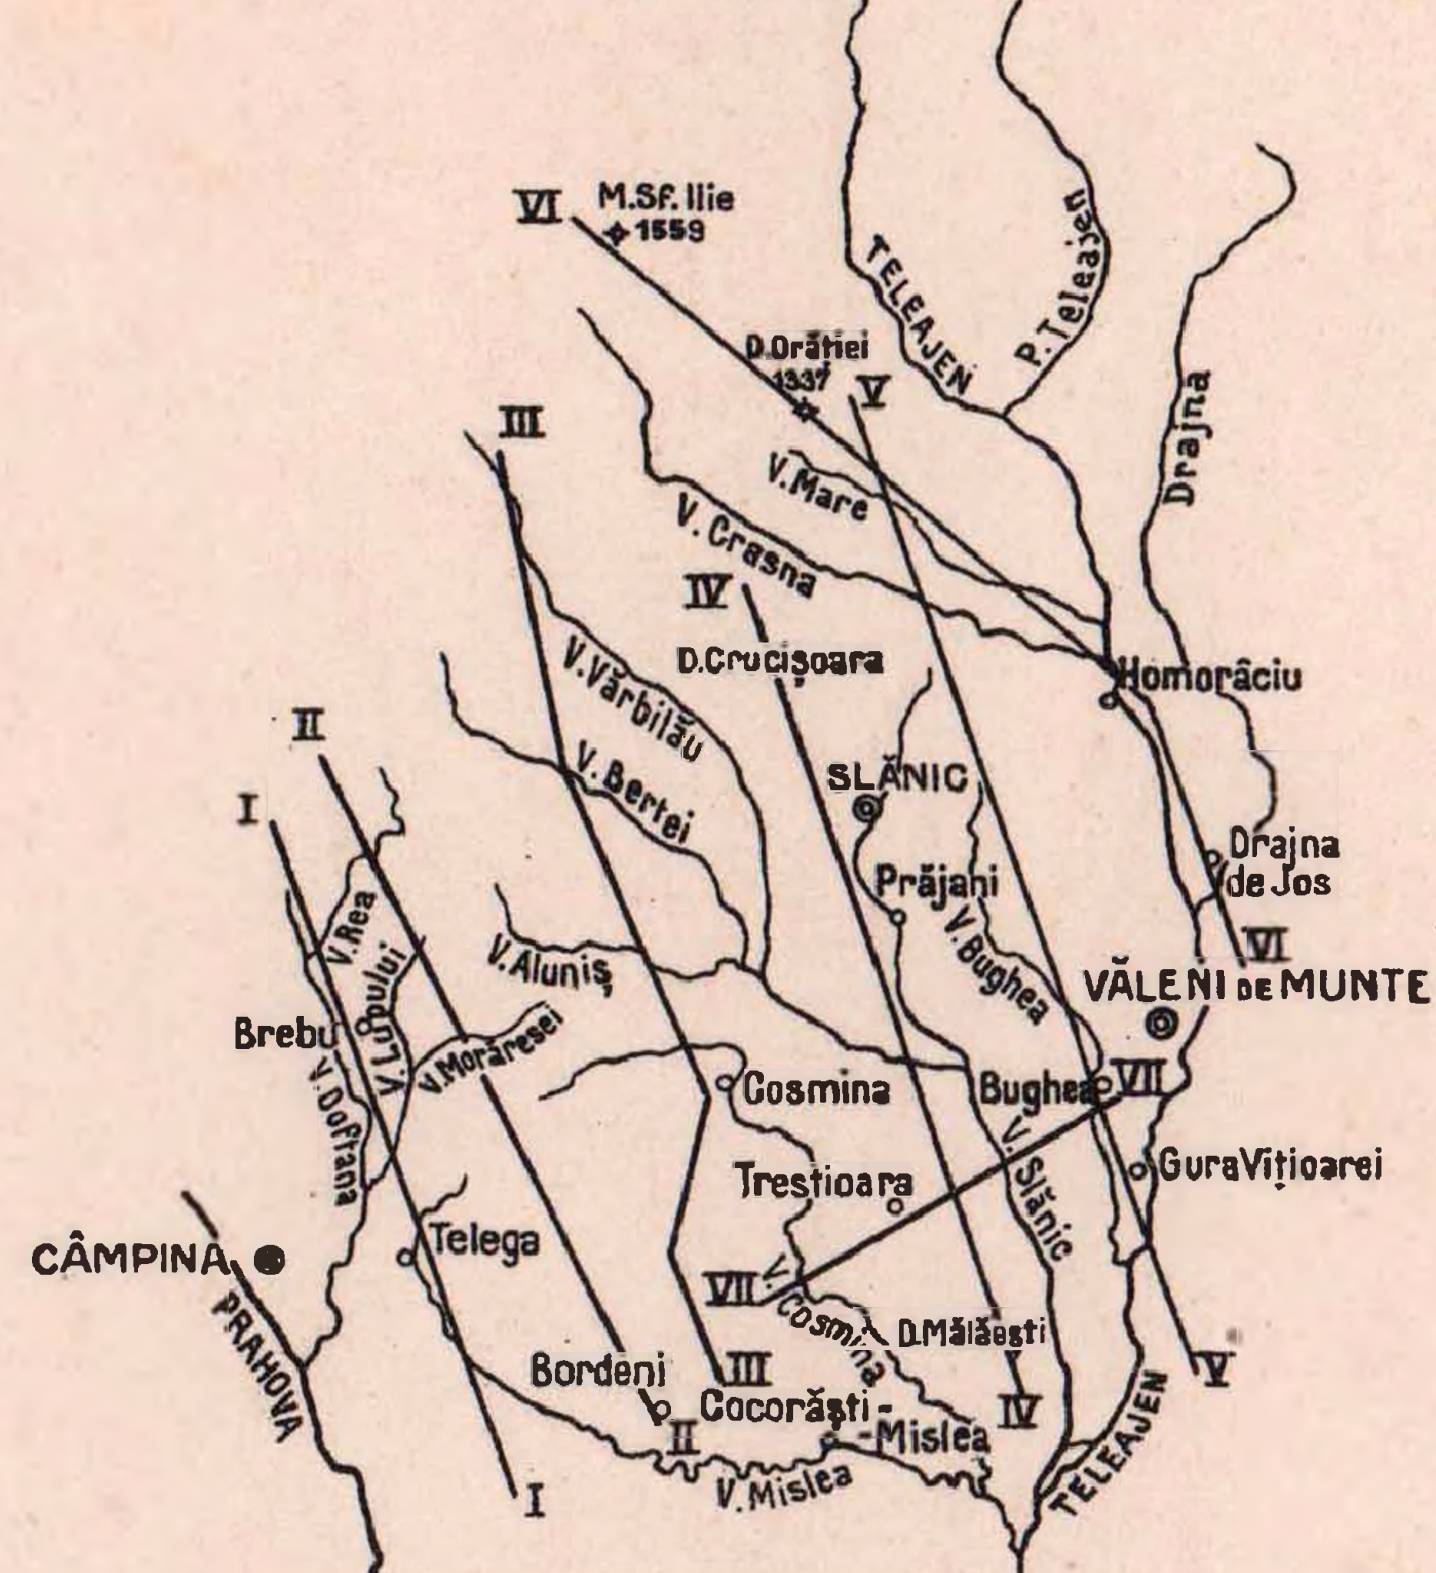 VI
M.Sf. Ilie
1559
TELEAJEN
P.Teleajen
D.Orăţiei
1337
V
Drajna
III
V.Mare
V. Crasna
IV
D.Crucişoara
Homorâciu
V.Vărbilău
II
V. Bertei
SLĂNIC
I
Drajna
de Jos
Prăjani
V.Rea
V.Lupului
V.Bughea
VI
V.Aluniş
VĂLENI DE MUNTE
Brebu
V.Morăresei
V.Doftana
Cosmina
Bughea
VII
GuraViţioarei
Trestioara
V. Slănic
Telega
CÂMPINA
VII
V. Cosmina
PRAHOVA
D.Mălăeşti
Bordeni
III
V
Cocorăşti-
-Mislea
IV
II
V.Mislea
TELEAJEN
I